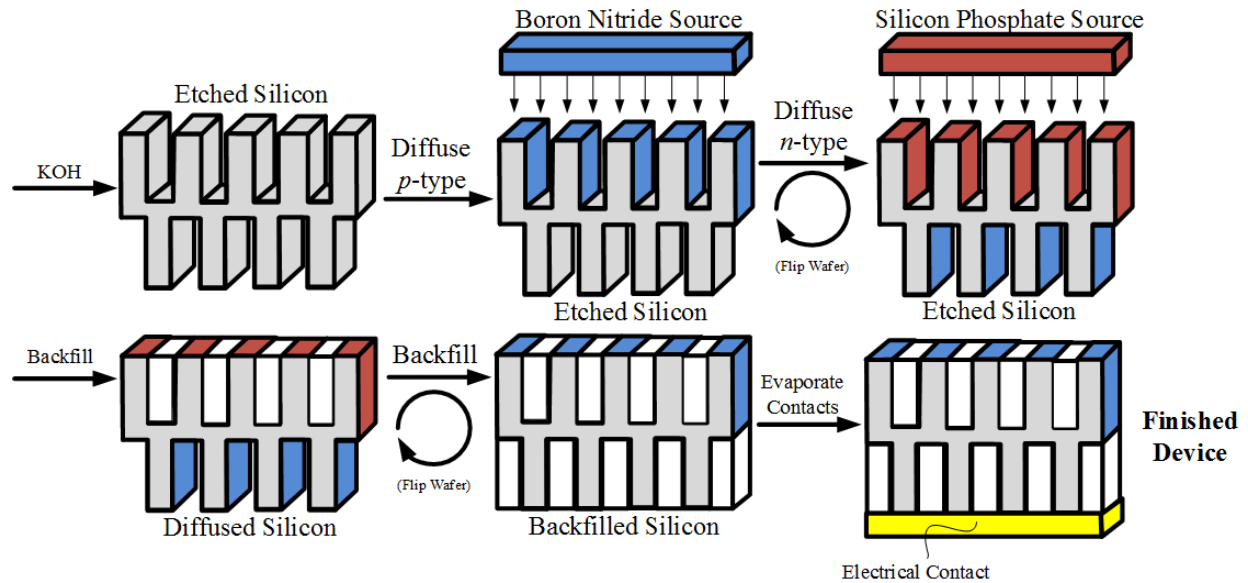 Boron Nitride Source
Silicon Phosphate Source
Etched Silicon
KOH
Diffuse
p-type
Diffuse
n-type
(Flip Wafer)
Etched Silicon
Etched Silicon
Backfill
Backfill
(Flip Wafer)
Evaporate
Contacts
Finished
Device
Diffused Silicon
Backfilled Silicon
Electrical Contact